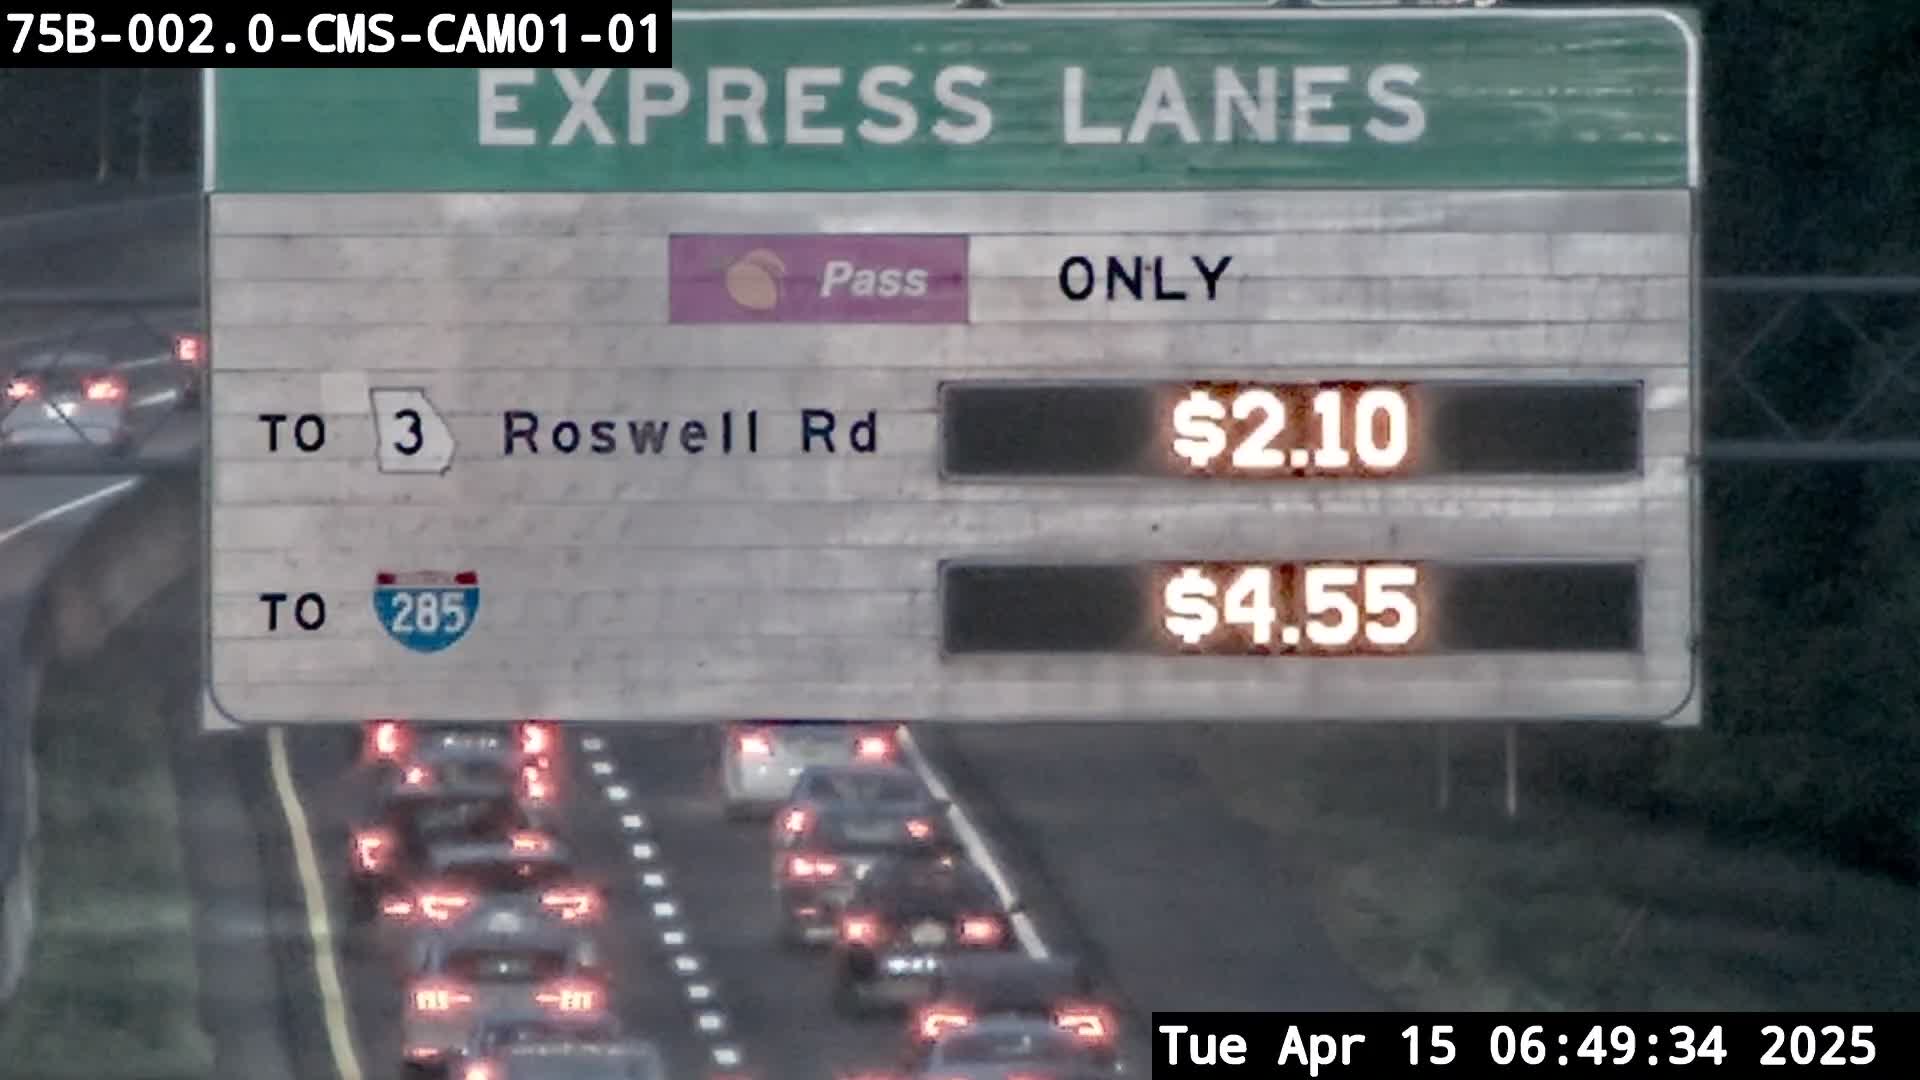 75B-002.0-CMS-CAM01-01
EXPRESS LANES
Pass ONLY
TO 3 Roswell Rd $2.10
TO 285 $4.55
Tue Apr 15 06:49:34 2025